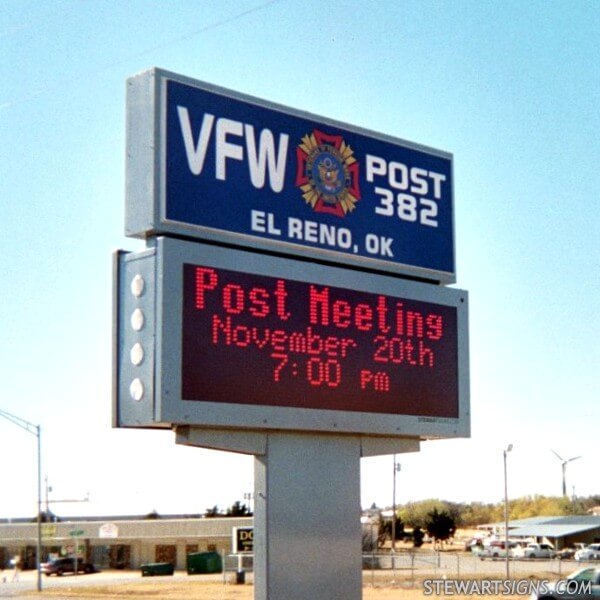 VFW POST
382
EL RENO, OK
Post Meeting
November 20th
7:00 pm
STEWARTSIGNS.COM